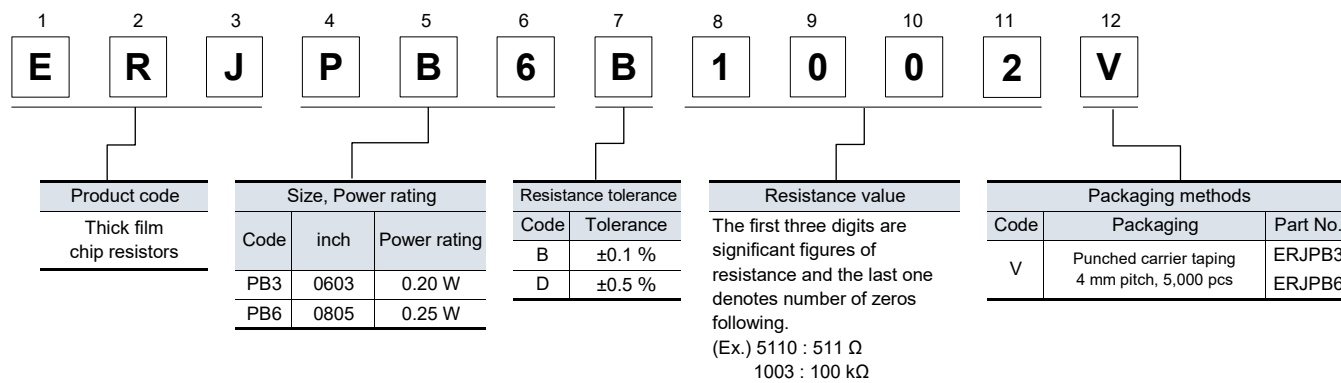 1 2 3 4 5 6 7 8 9 10 11 12
E R J P B 6 B 1 0 0 2 V
Product code
Thick film
chip resistors
Size, Power rating
Code inch Power rating
PB3 0603 0.20 W
PB6 0805 0.25 W
Resistance tolerance
Code Tolerance
B ±0.1 %
D ±0.5 %
Resistance value
The first three digits are
significant figures of
resistance and the last one
denotes number of zeros
following.
(Ex.) 5110 : 511 Ω
1003 : 100 kΩ
Packaging methods
Code Packaging Part No.
V Punched carrier taping
4 mm pitch, 5,000 pcs
ERJPB3
ERJPB6